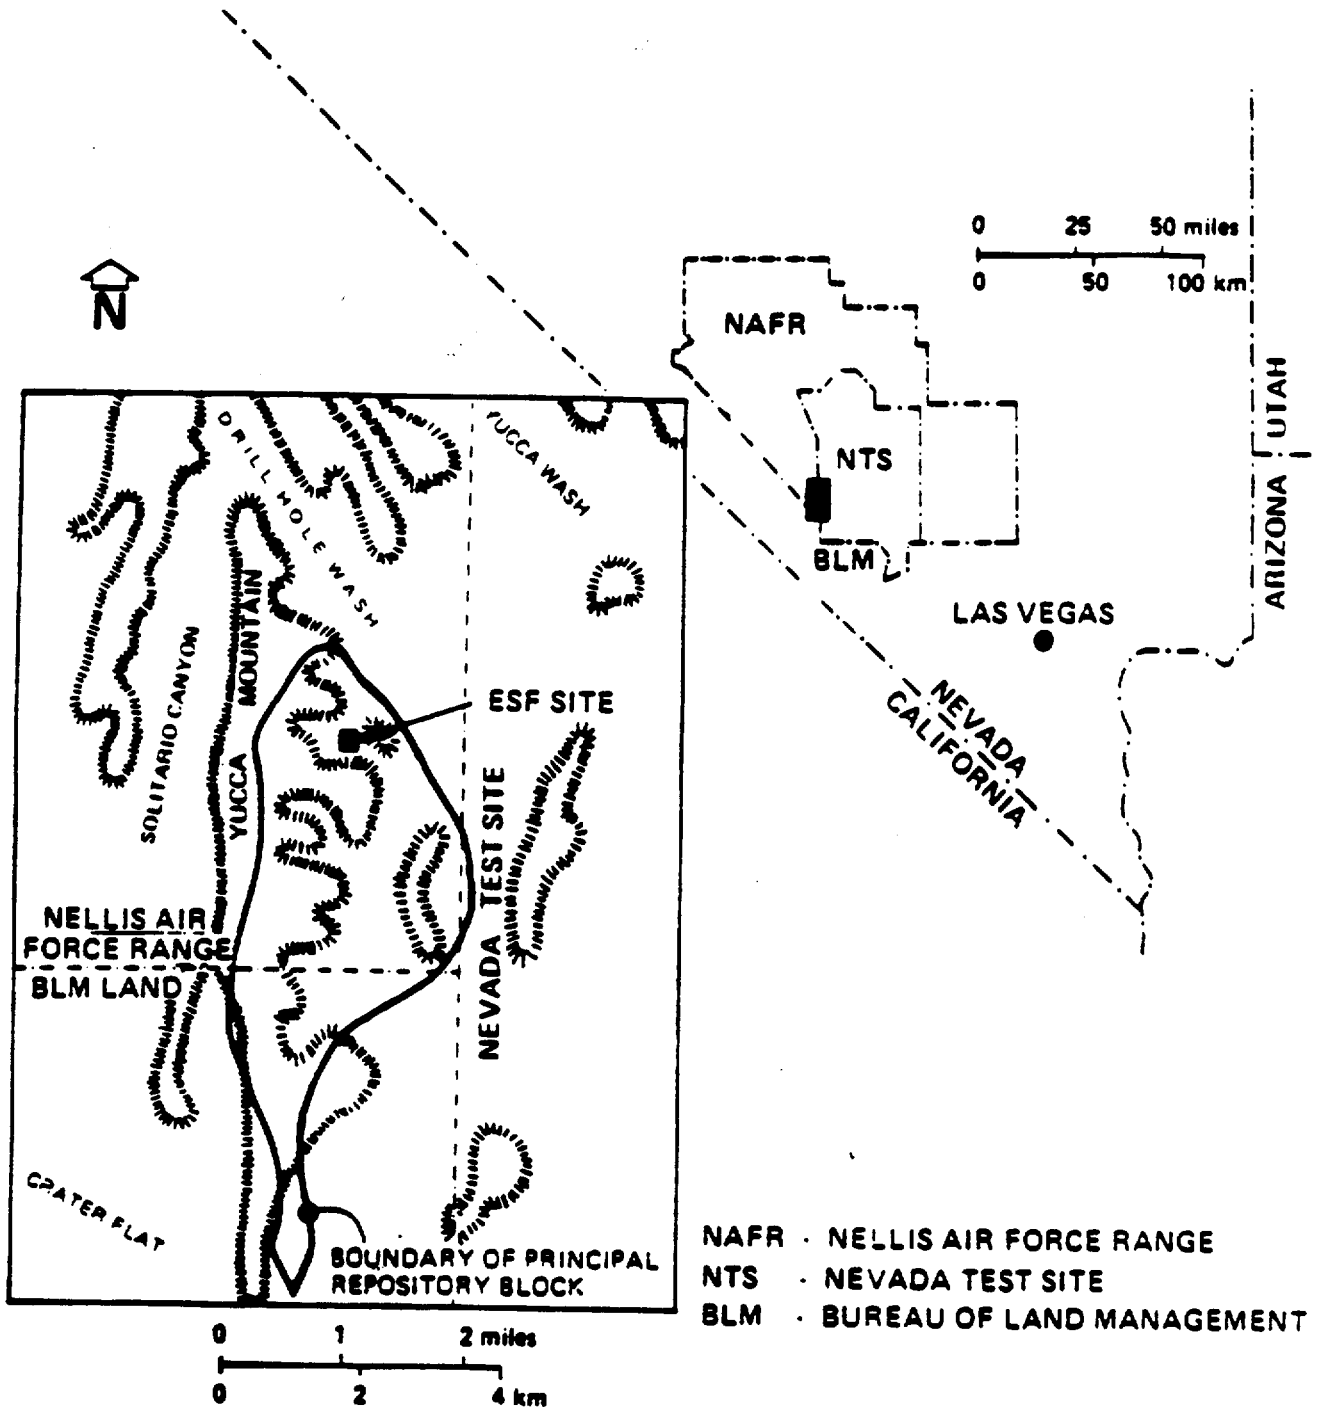 0 25 50 miles
0 50 100 km
N
NAFR
UTAH
ARIZONA
NTS
BLM
LAS VEGAS
NEVADA
CALIFORNIA
DRILL HOLE WASH
YUCCA WASH
MOUNTAIN
YUCCA
SOLITARIO CANYON
ESF SITE
NEVADA TEST SITE
NELLIS AIR
FORCE RANGE
BLM LAND
CRATER FLAT
BOUNDARY OF PRINCIPAL
REPOSITORY BLOCK
0 1 2 miles
0 2 4 km
NAFR - NELLIS AIR FORCE RANGE
NTS - NEVADA TEST SITE
BLM - BUREAU OF LAND MANAGEMENT